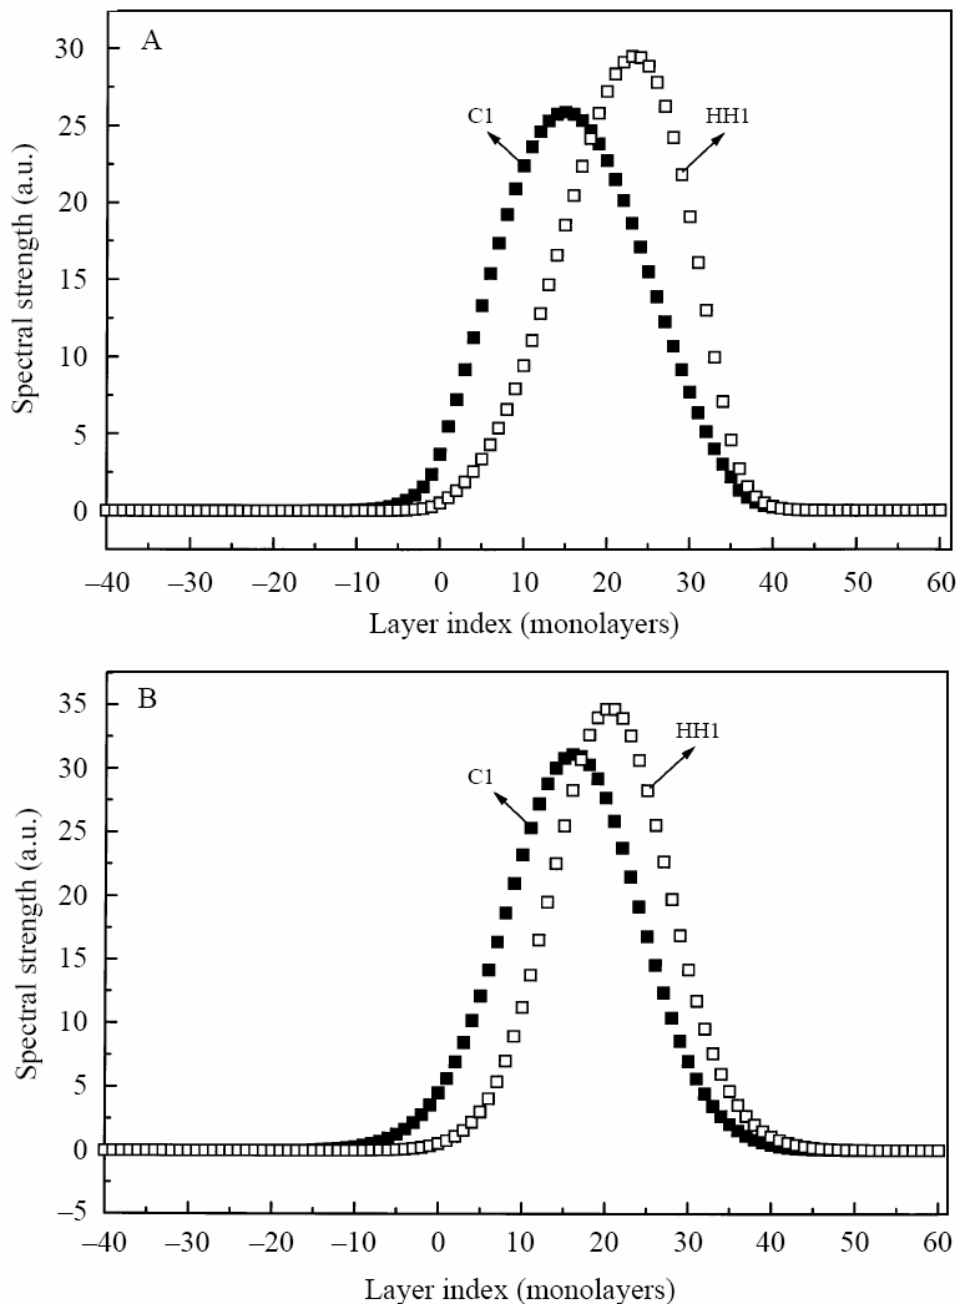 A
30
C1
HH1
25
20
15
10
5
0
Spectral strength (a.u.)
–40 –30 –20 –10 0 10 20 30 40 50 60
Layer index (monolayers)
B
35
HH1
30
C1
25
20
15
10
5
0
–5
Spectral strength (a.u.)
–40 –30 –20 –10 0 10 20 30 40 50 60
Layer index (monolayers)